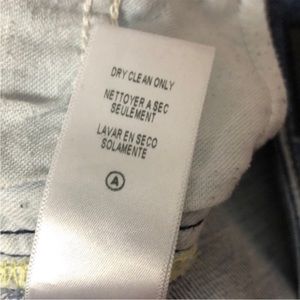 DRY CLEAN ONLY
NETTOYER A SEC
SEULEMENT
LAVAR EN SECO
SOLAMENTE
A